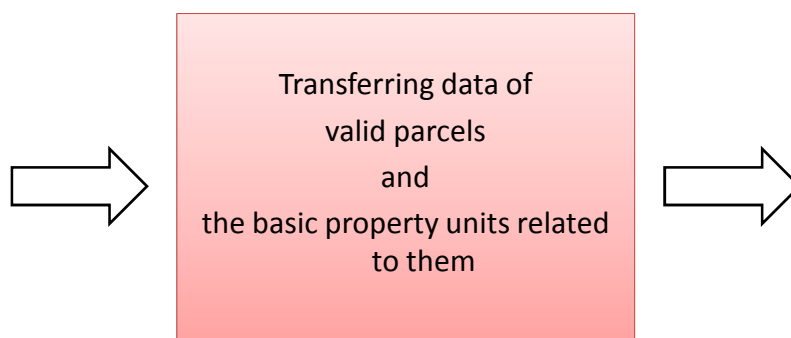 Transferring data of
valid parcels
and
the basic property units related
to them